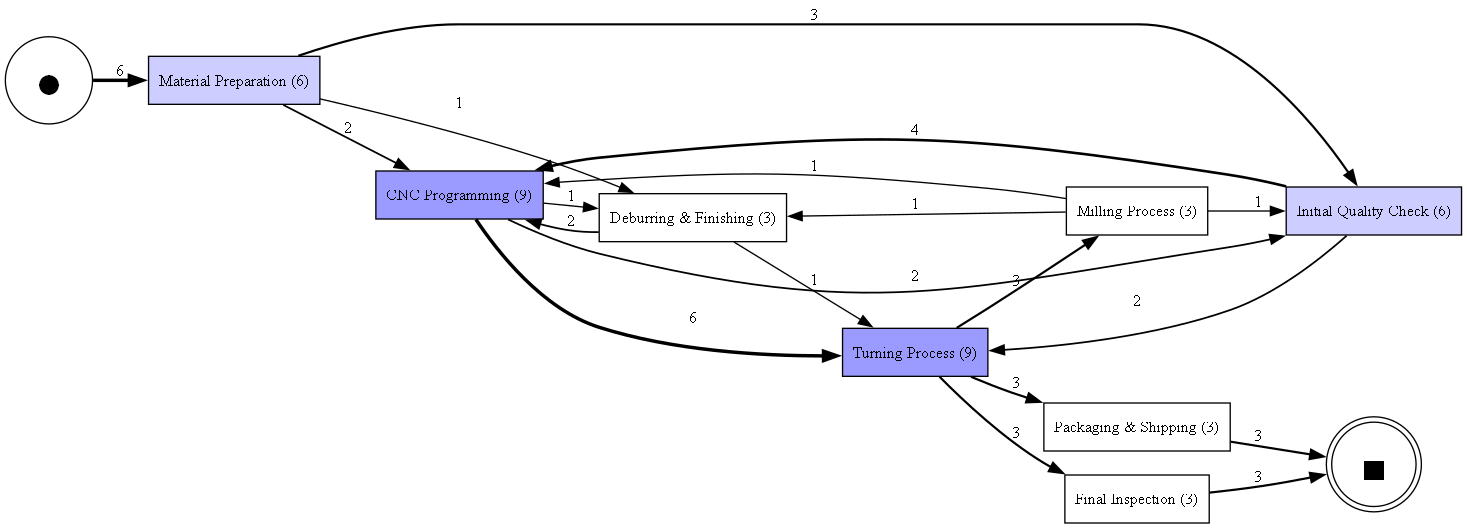 3
6
Material Preparation (6)
1
2
4
1
CNC Programming (9)
1
Deburring & Finishing (3)
2
1
Milling Process (3)
1
Initial Quality Check (6)
2
1
3
2
6
Turning Process (9)
3
Packaging & Shipping (3)
3
3
Final Inspection (3)
3